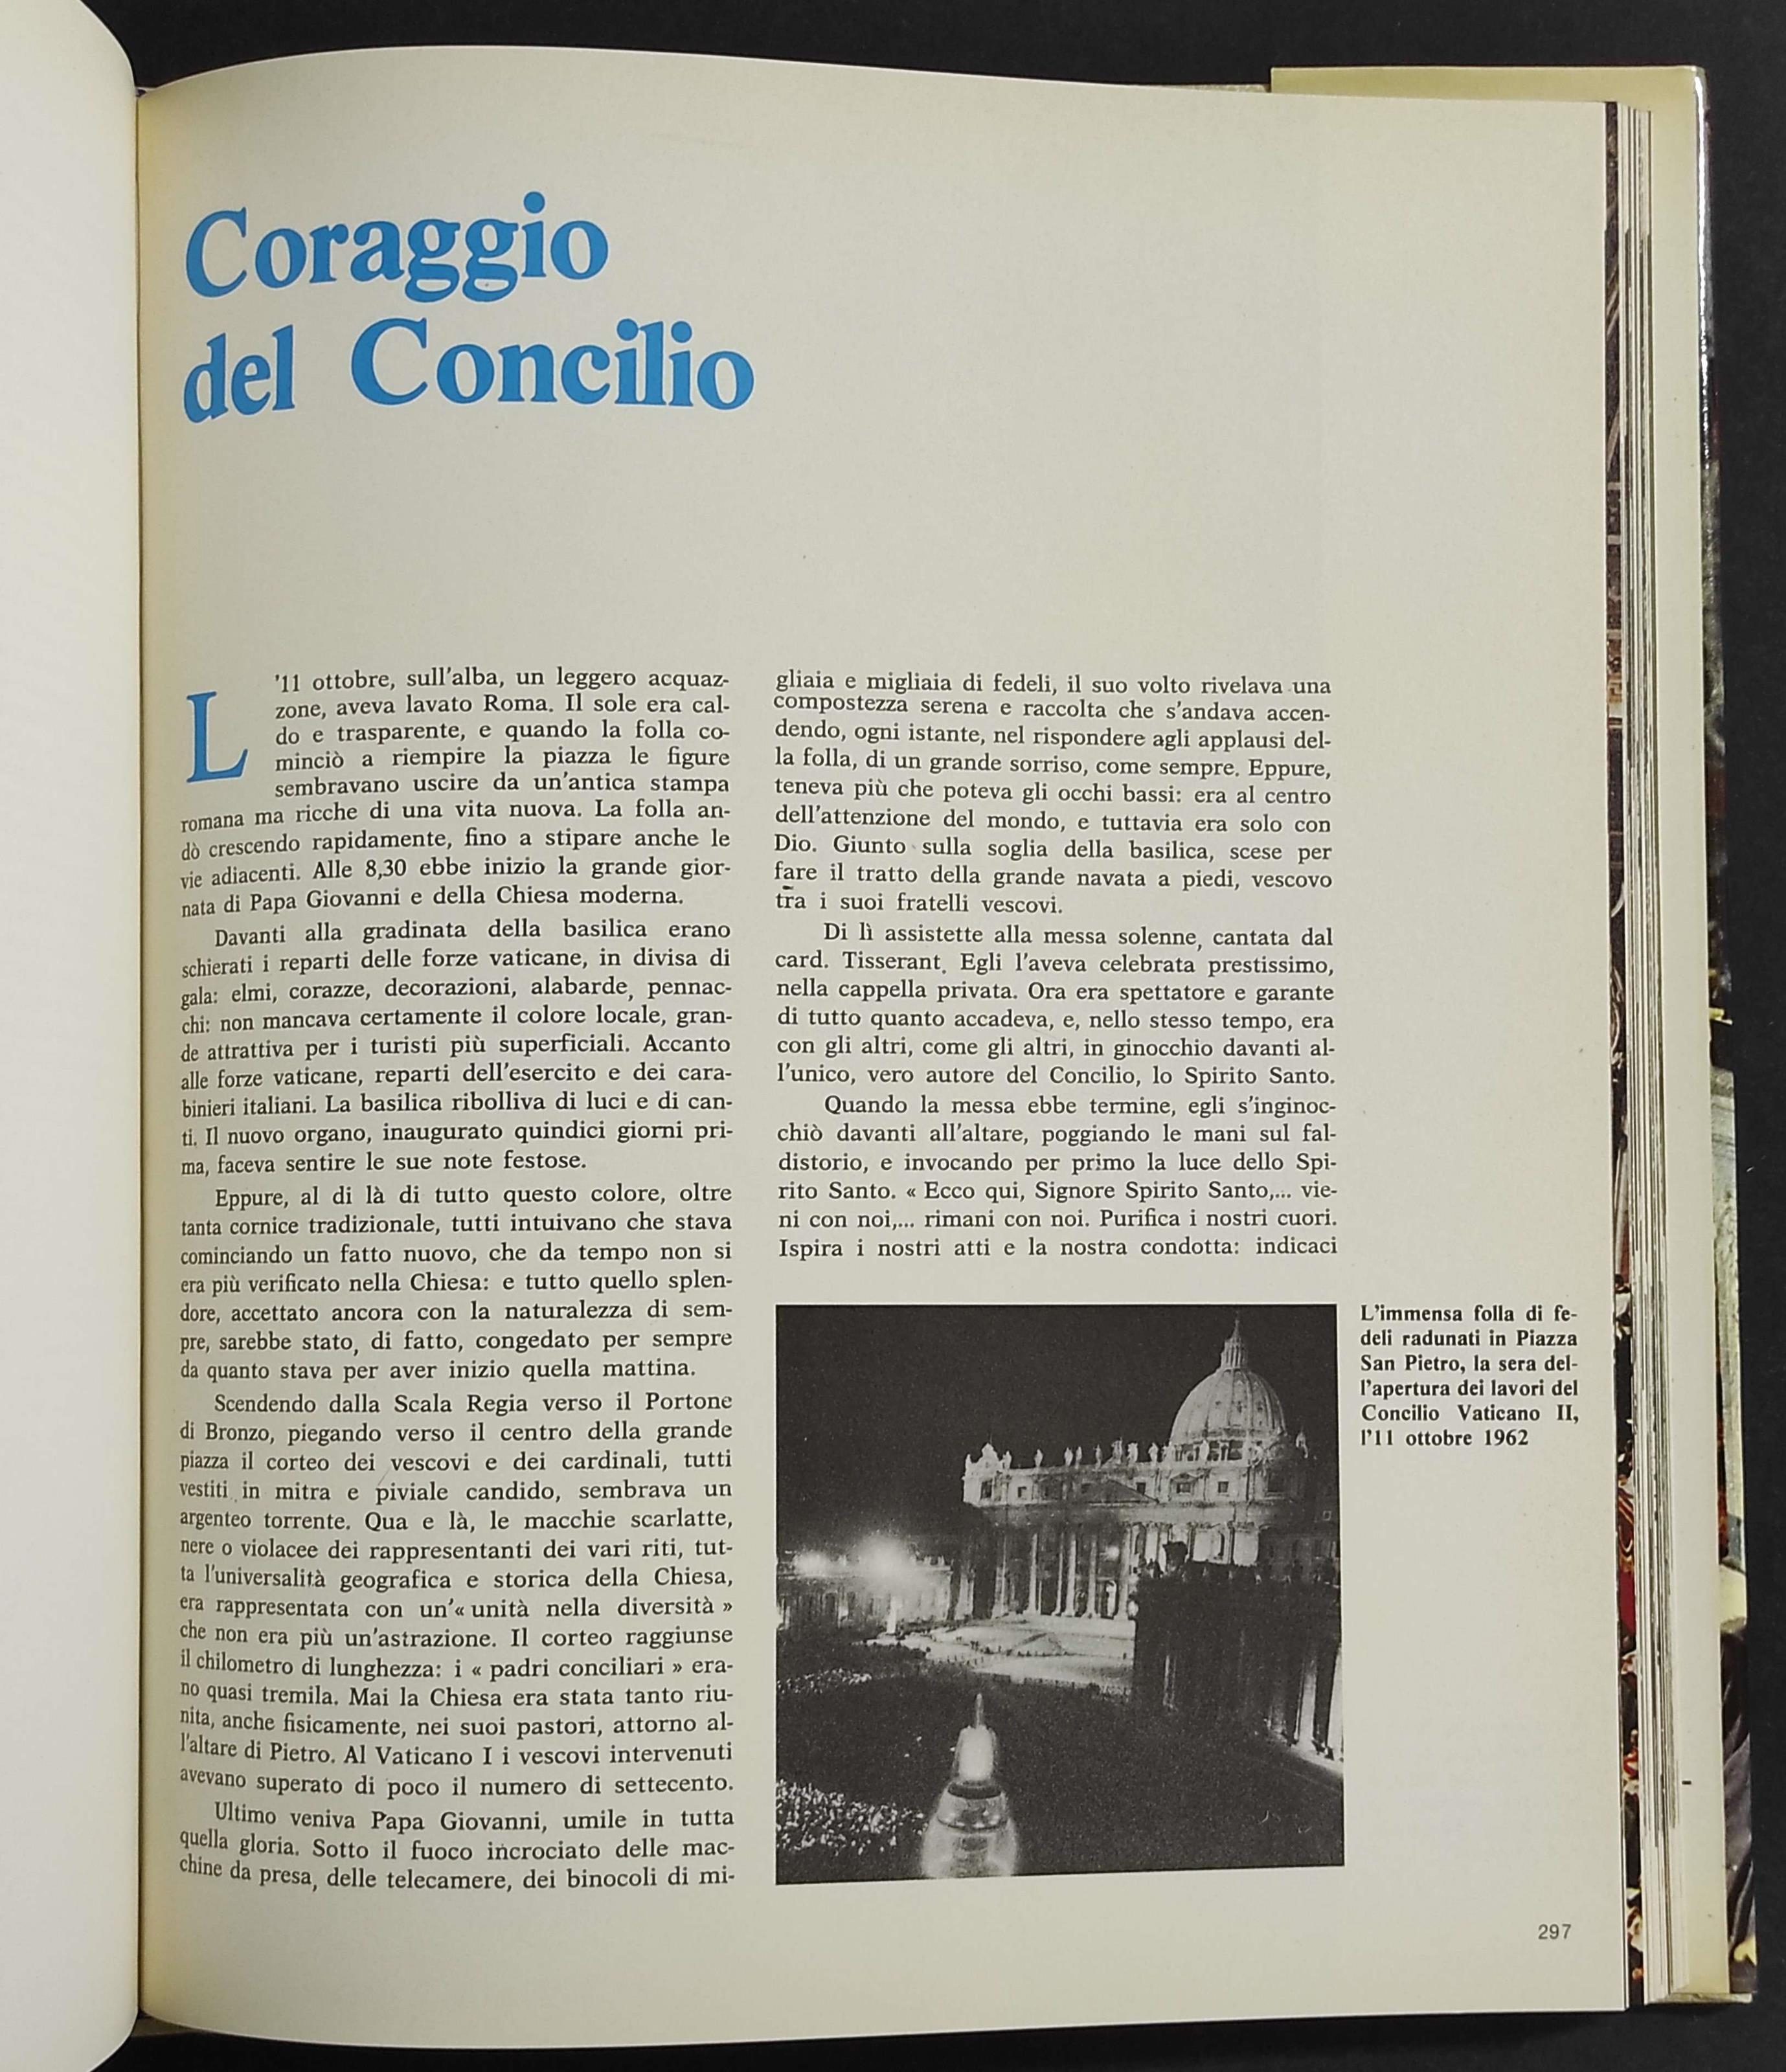 Coraggio
del Concilio
L'11 ottobre, sull'alba, un leggero acquaz-
zone, aveva lavato Roma. Il sole era cal-
do e trasparente, e quando la folla co-
minciò a riempire la piazza le figure
sembravano uscire da un'antica stampa
romana ma ricche di una vita nuova. La folla an-
dò crescendo rapidamente, fino a stipare anche le
vie adiacenti. Alle 8,30 ebbe inizio la grande gior-
nata di Papa Giovanni e della Chiesa moderna.
Davanti alla gradinata della basilica erano
schierati i reparti delle forze vaticane, in divisa di
gala: elmi, corazze, decorazioni, alabarde, pennac-
chi: non mancava certamente il colore locale, gran-
de attrattiva per i turisti più superficiali. Accanto
alle forze vaticane, reparti dell'esercito e dei cara-
binieri italiani. La basilica ribolliva di luci e di can-
ti. Il nuovo organo, inaugurato quindici giorni pri-
ma, faceva sentire le sue note festose.
Eppure, al di là di tutto questo colore, oltre
tanta cornice tradizionale, tutti intuivano che stava
cominciando un fatto nuovo, che da tempo non si
era più verificato nella Chiesa: e tutto quello splen-
dore, accettato ancora con la naturalezza di sem-
pre, sarebbe stato, di fatto, congedato per sempre
da quanto stava per aver inizio quella mattina.
Scendendo dalla Scala Regia verso il Portone
di Bronzo, piegando verso il centro della grande
piazza il corteo dei vescovi e dei cardinali, tutti
vestiti in mitra e piviale candido, sembrava un
argenteo torrente. Qua e là, le macchie scarlatte,
nere o violacee dei rappresentanti dei vari riti, tut-
ta l'universalità geografica e storica della Chiesa,
era rappresentata con un'« unità nella diversità »
che non era più un'astrazione. Il corteo raggiunse
il chilometro di lunghezza: i « padri conciliari » era-
no quasi tremila. Mai la Chiesa era stata tanto riu-
nita, anche fisicamente, nei suoi pastori, attorno al-
l'altare di Pietro. Al Vaticano I i vescovi intervenuti
avevano superato di poco il numero di settecento.
Ultimo veniva Papa Giovanni, umile in tutta
quella gloria. Sotto il fuoco incrociato delle mac-
chine da presa, delle telecamere, dei binocoli di mi-
gliaia e migliaia di fedeli, il suo volto rivelava una
compostezza serena e raccolta che s'andava accen-
dendo, ogni istante, nel rispondere agli applausi del-
la folla, di un grande sorriso, come sempre. Eppure,
teneva più che poteva gli occhi bassi: era al centro
dell'attenzione del mondo, e tuttavia era solo con
Dio. Giunto sulla soglia della basilica, scese per
fare il tratto della grande navata a piedi, vescovo
tra i suoi fratelli vescovi.
Di lì assistette alla messa solenne, cantata dal
card. Tisserant. Egli l'aveva celebrata prestissimo,
nella cappella privata. Ora era spettatore e garante
di tutto quanto accadeva, e, nello stesso tempo, era
con gli altri, come gli altri, in ginocchio davanti al-
l'unico, vero autore del Concilio, lo Spirito Santo.
Quando la messa ebbe termine, egli s'inginoc-
chiò davanti all'altare, poggiando le mani sul fal-
distorio, e invocando per primo la luce dello Spi-
rito Santo. « Ecco qui, Signore Spirito Santo,... vie-
ni con noi,... rimani con noi. Purifica i nostri cuori.
Ispira i nostri atti e la nostra condotta: indicaci
L'immensa folla di fe-
deli radunati in Piazza
San Pietro, la sera del-
l'apertura dei lavori del
Concilio Vaticano II,
l'11 ottobre 1962
297